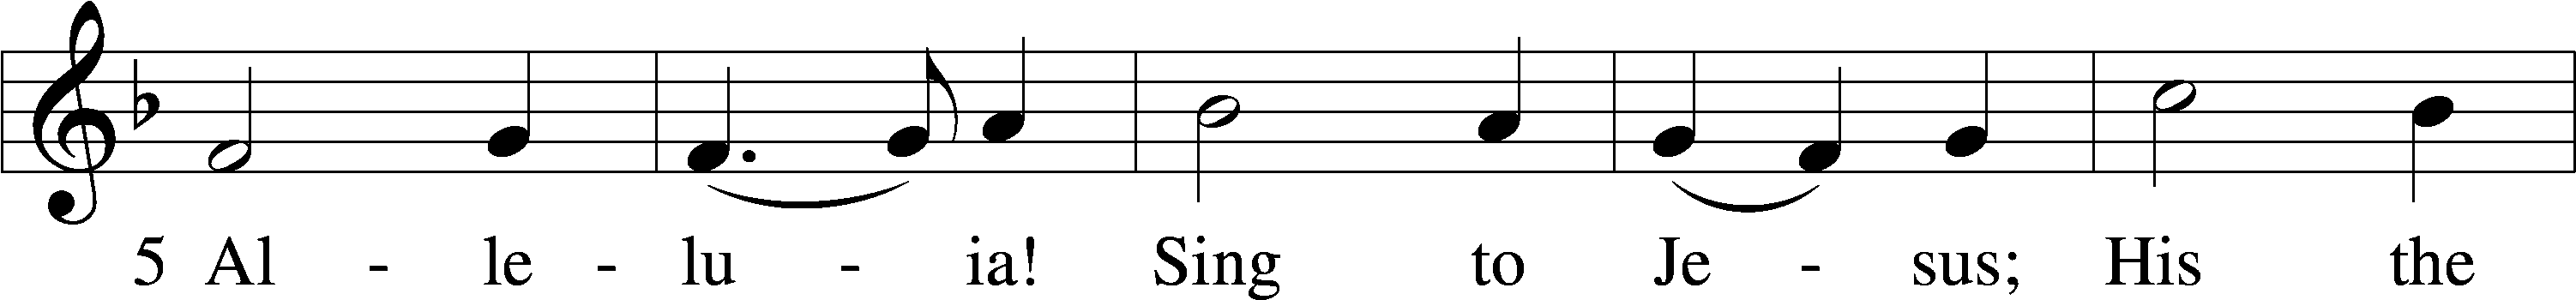 5 Al - le - lu - ia! Sing to Je - sus; His the